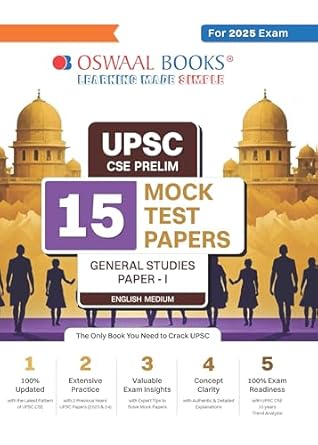 For 2025 Exam
OSWAAL BOOKS®
LEARNING MADE SIMPLE
UPSC
CSE PRELIM
15
MOCK
TEST
PAPERS
GENERAL STUDIES
PAPER - I
ENGLISH MEDIUM
The Only Book You Need to Crack UPSC
1
100%
Updated
with the Latest Pattern
of UPSC CSE
2
Extensive
Practice
with 2 Previous Years'
UPSC Papers (2023 & 24)
3
Valuable
Exam Insights
with Expert Tips to
Solve Mock Papers
4
Concept
Clarity
with Authentic & Detailed
Explanations
5
100% Exam
Readiness
with UPSC CSE
10 years
Trend Analysis